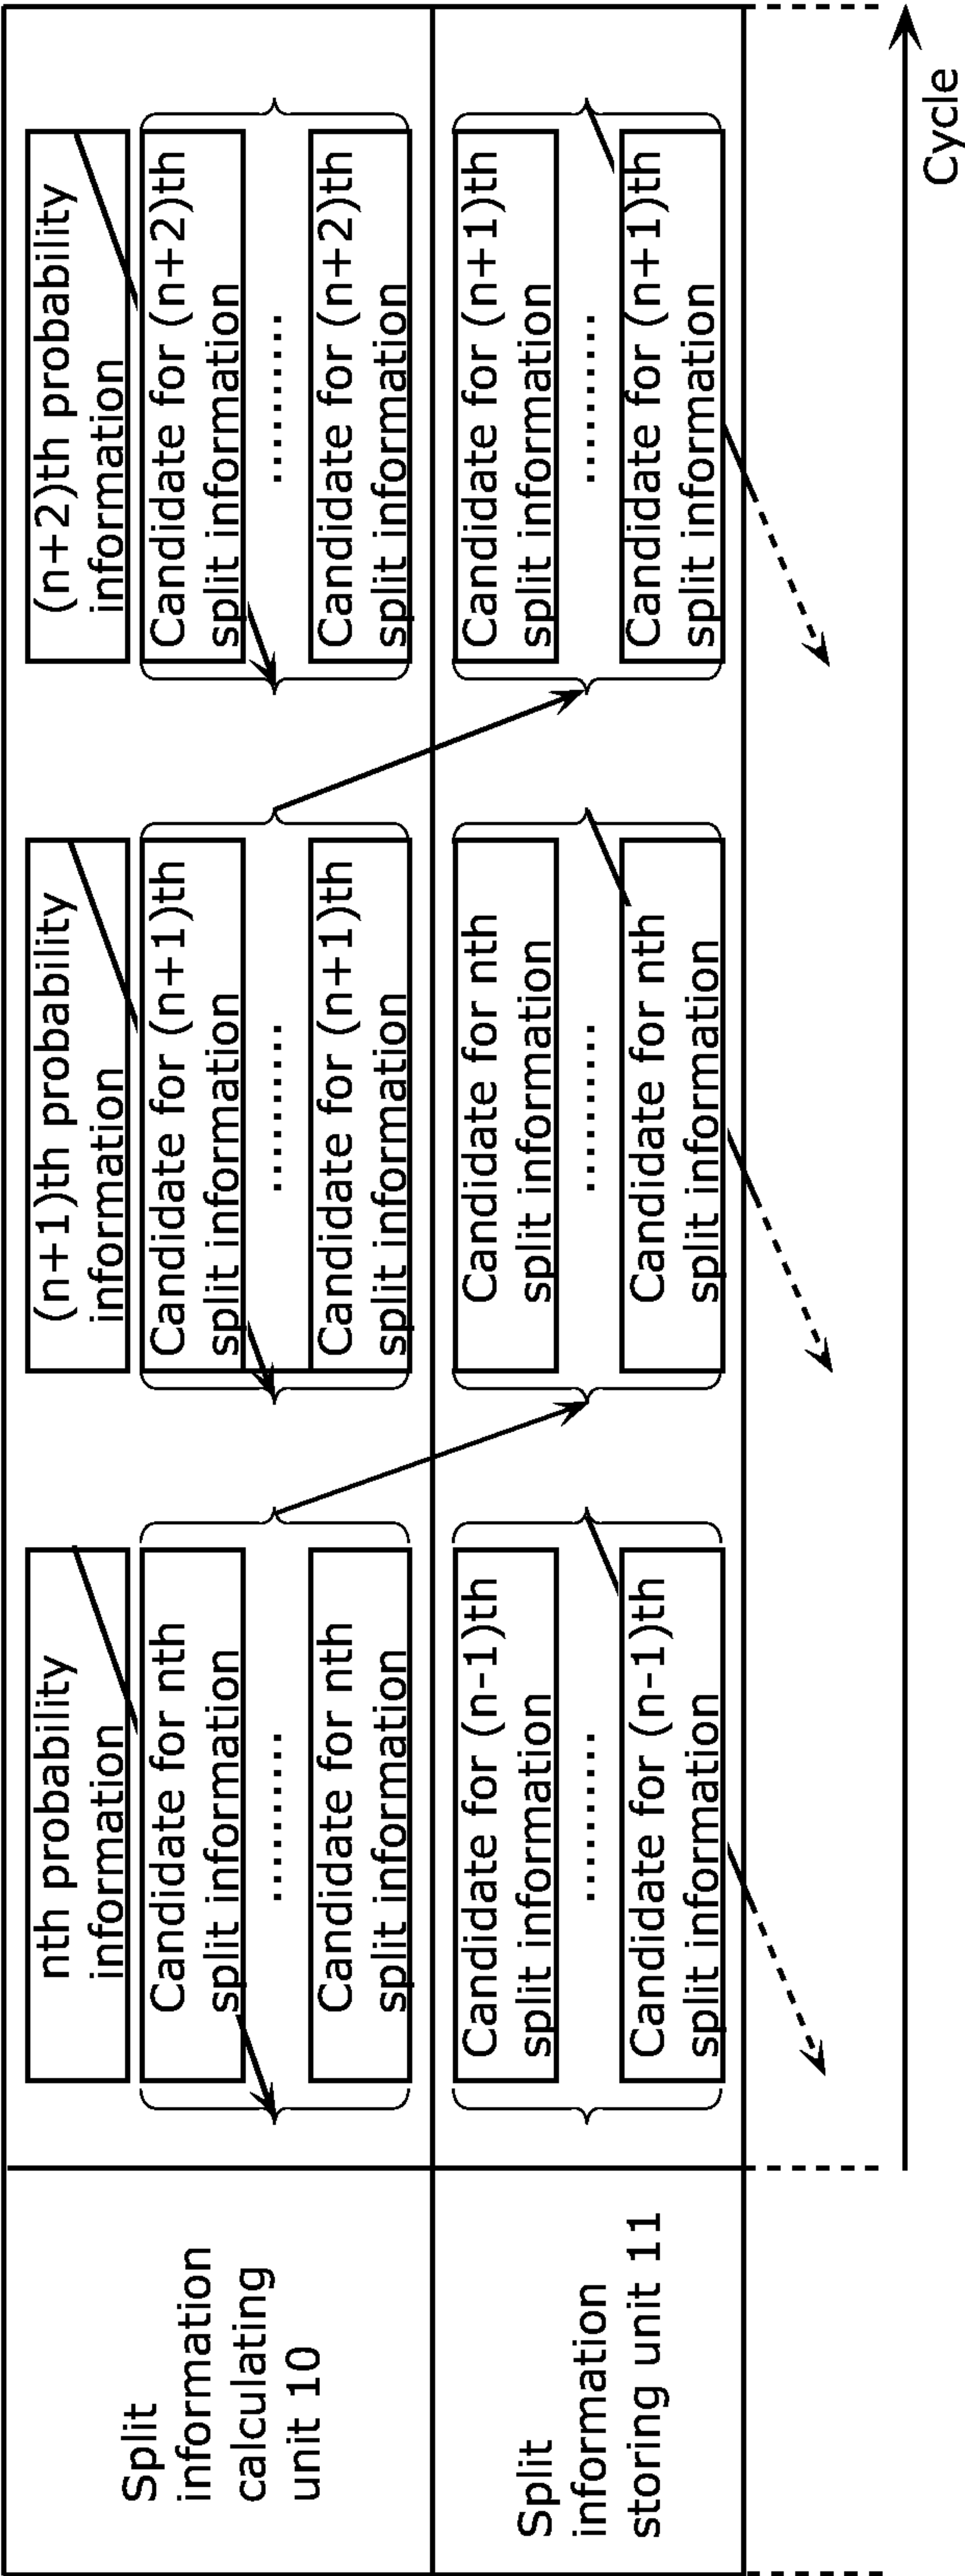 Split
information
calculating
unit 10
nth probability
information
Candidate for nth
split information
..........
Candidate for nth
split information
(n+1)th probability
information
Candidate for (n+1)th
split information
..........
Candidate for (n+1)th
split information
(n+2)th probability
information
Candidate for (n+2)th
split information
..........
Candidate for (n+2)th
split information
Split
information
storing unit 11
Candidate for (n-1)th
split information
..........
Candidate for (n-1)th
split information
Candidate for nth
split information
..........
Candidate for nth
split information
Candidate for (n+1)th
split information
..........
Candidate for (n+1)th
split information
Cycle